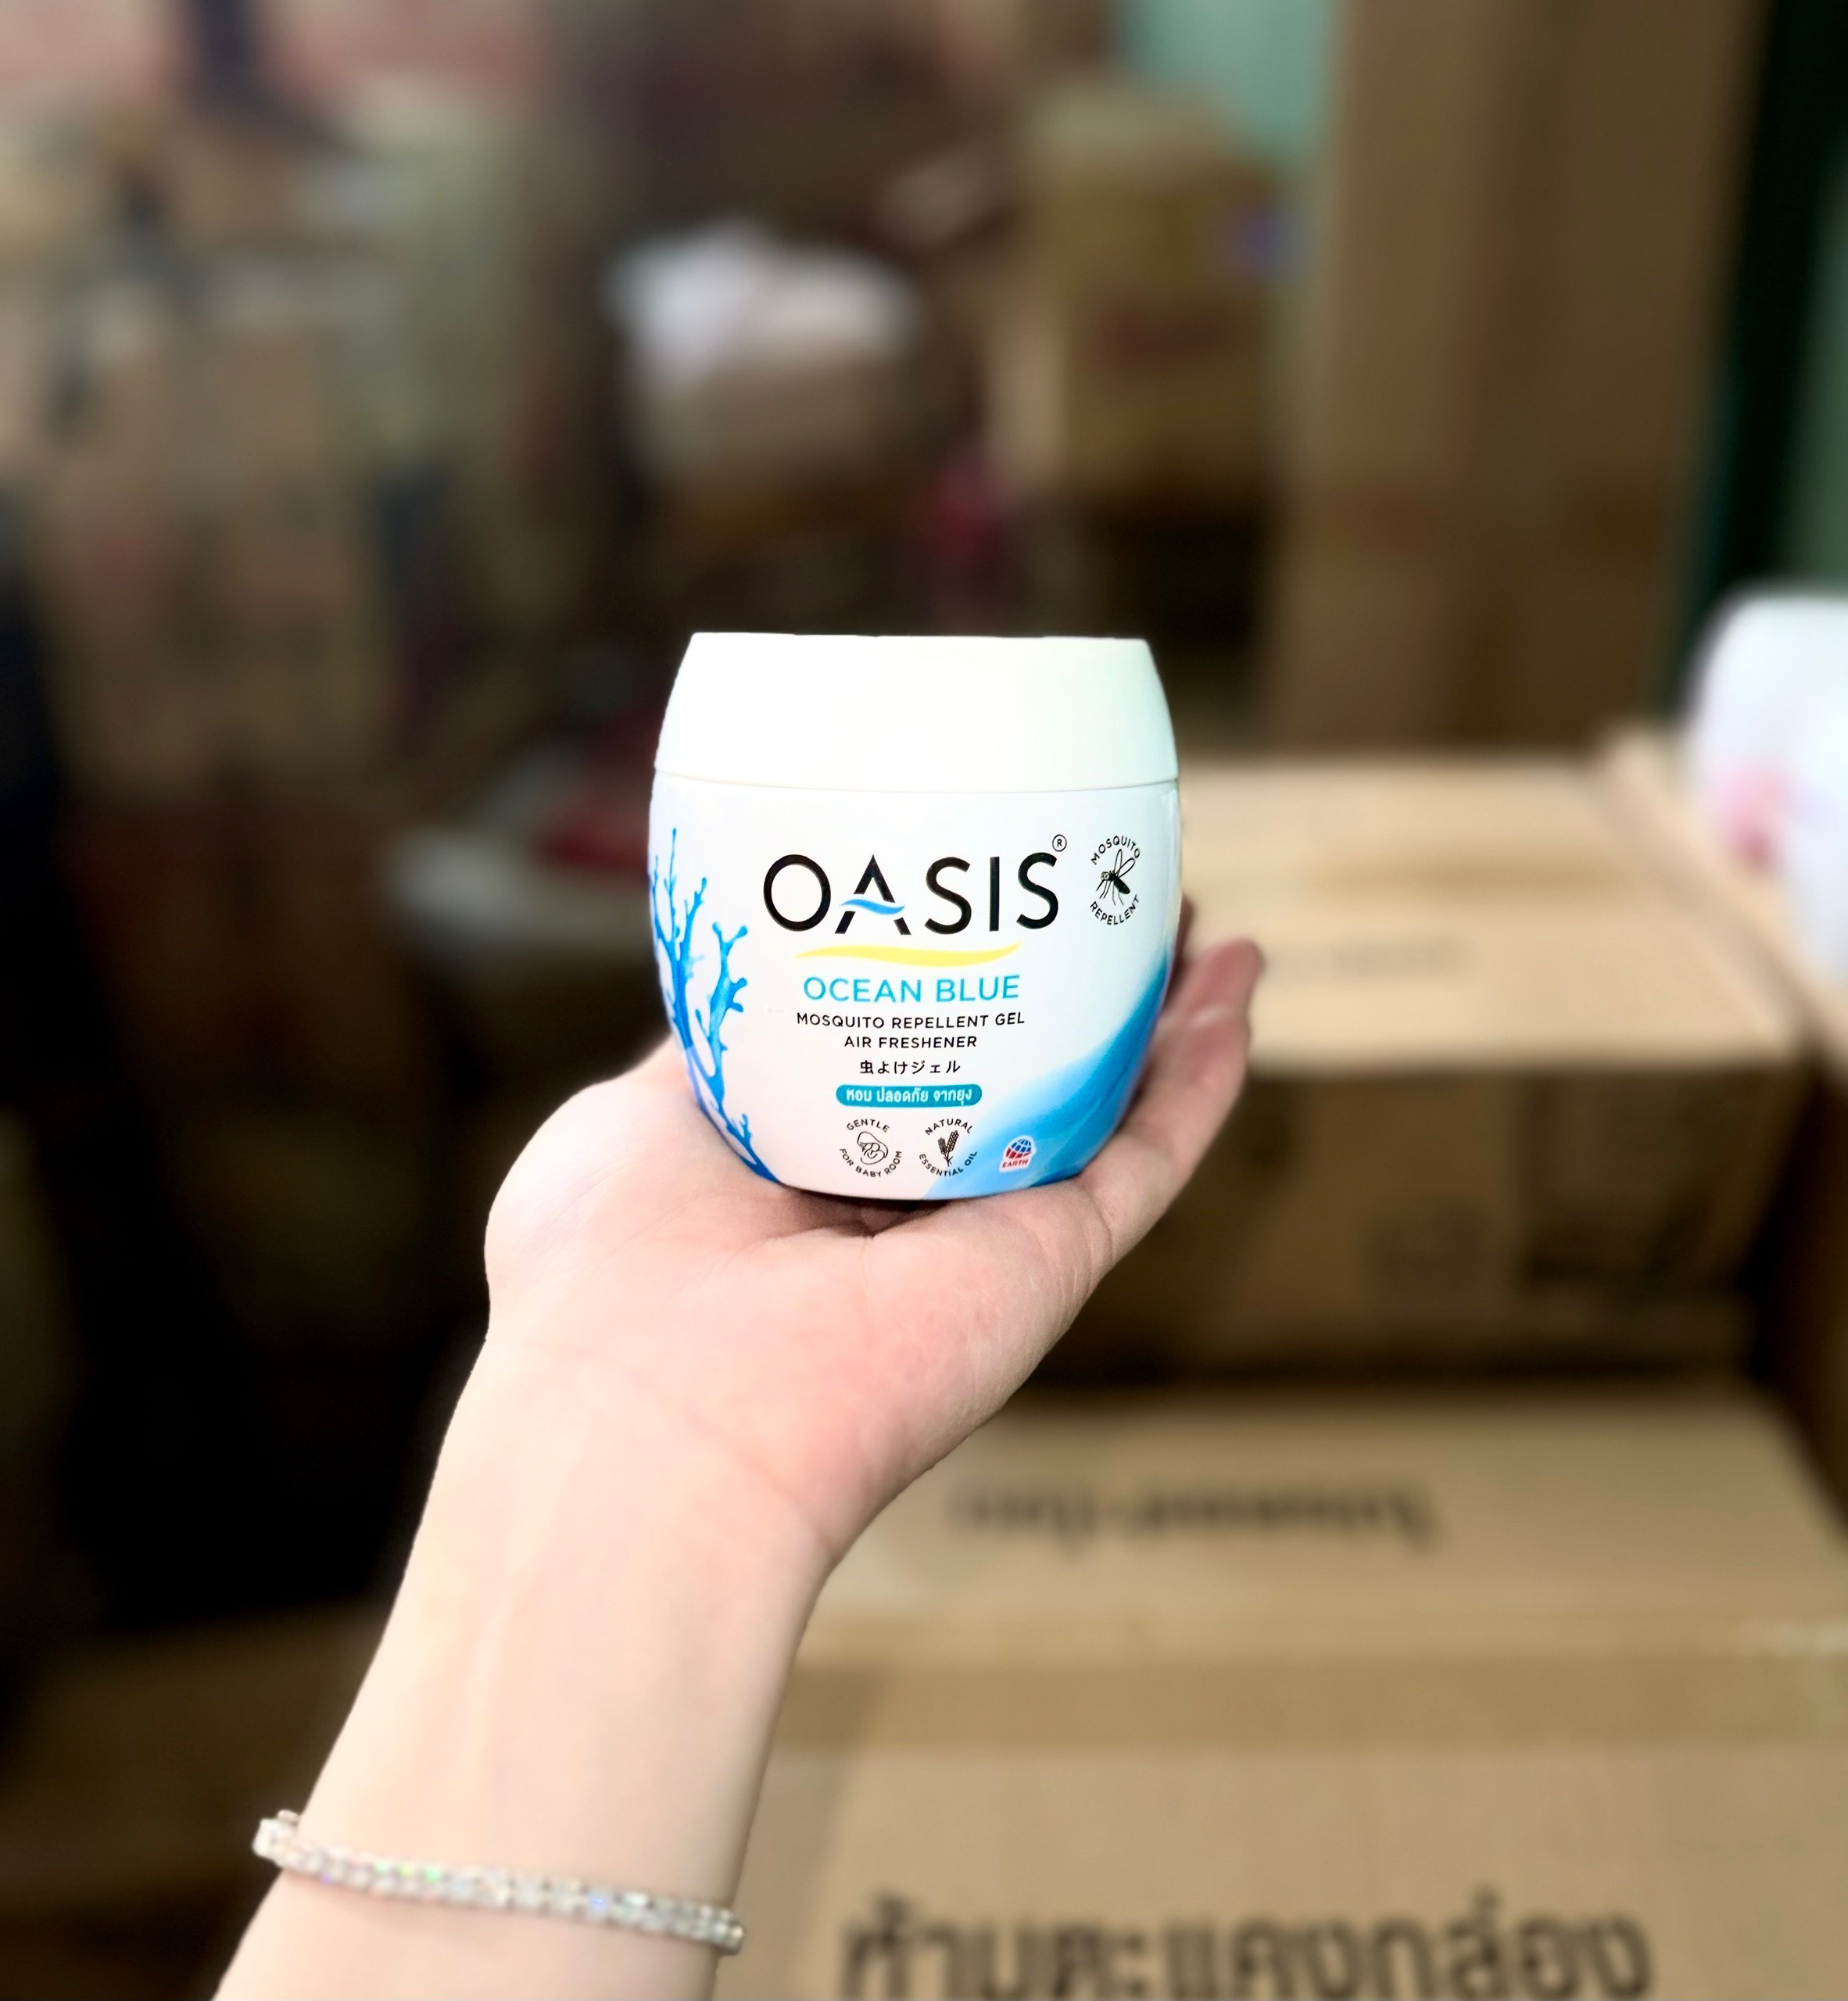 OASIS®
MOSQUITO REPELLENT
OCEAN BLUE
MOSQUITO REPELLENT GEL
AIR FRESHENER
虫よけジェル
หอม ปลอดภัย จากยุง
GENTLE FOR BABY ROOM
NATURAL ESSENTIAL OIL
EARTH
ห้ามตะแคงกล่อง